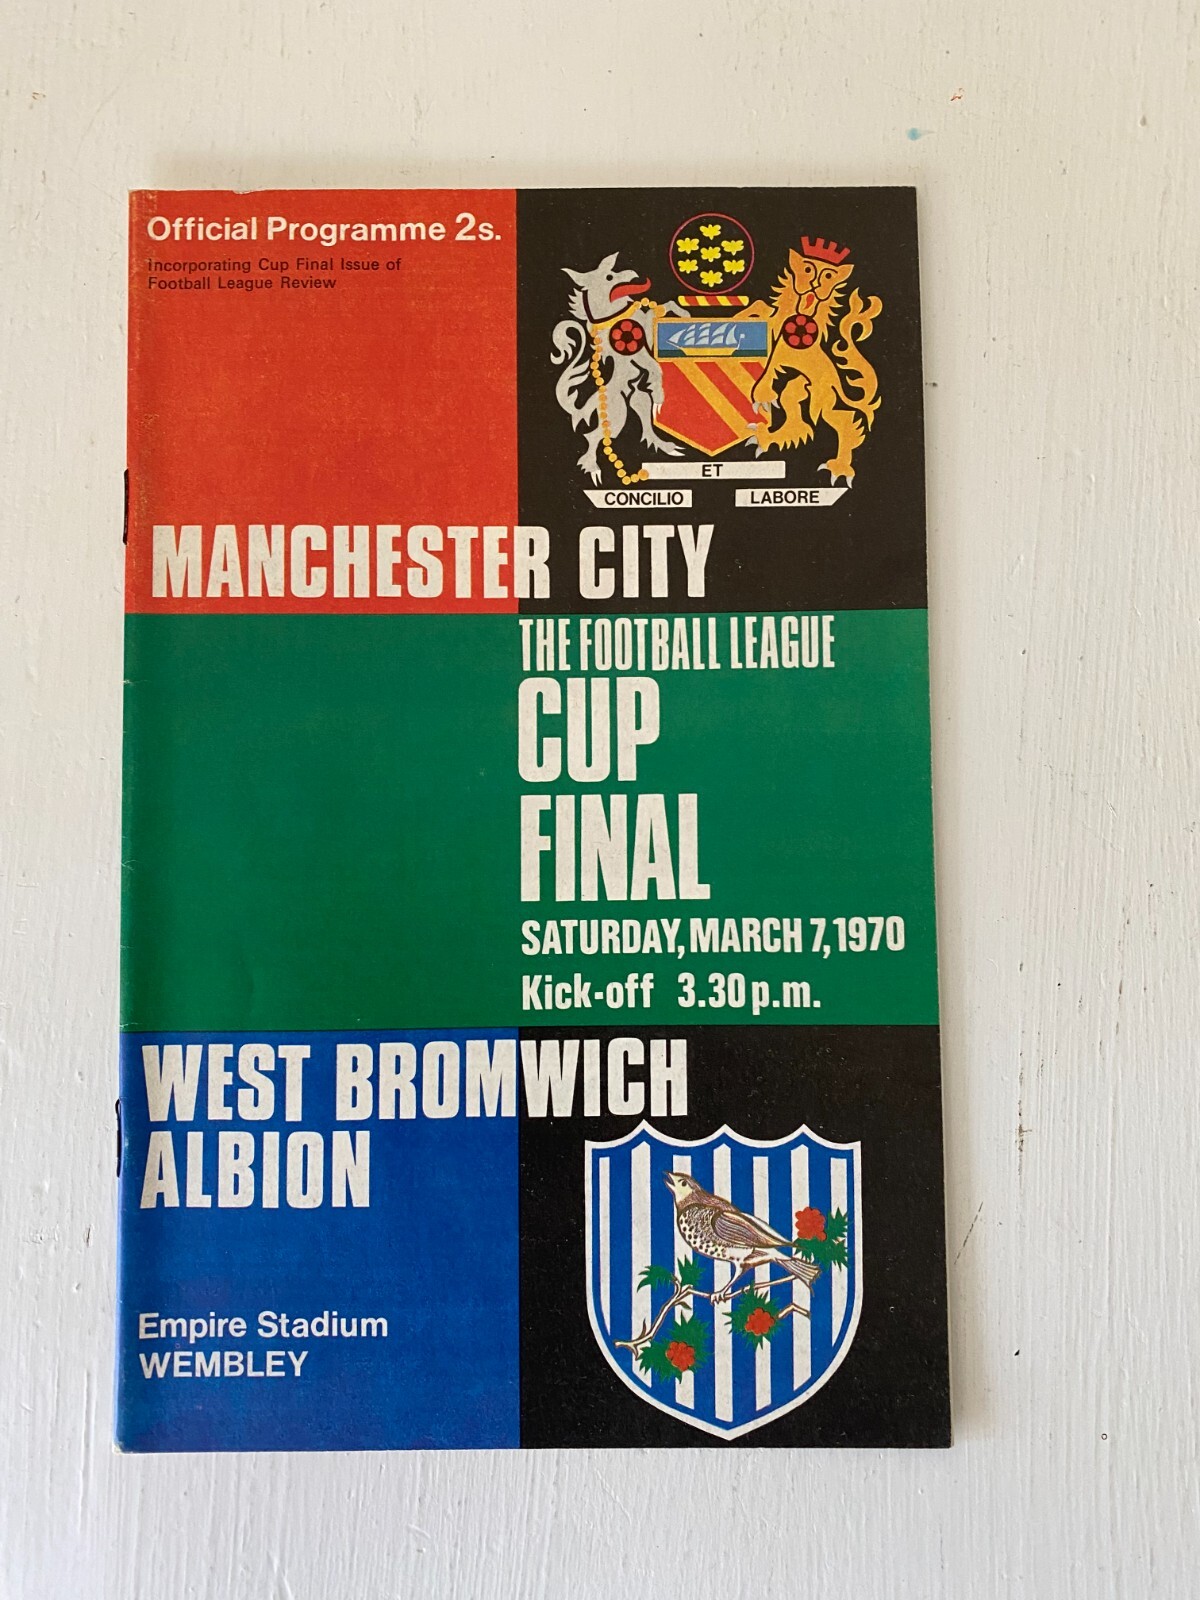 Official Programme 2s.
Incorporating Cup Final Issue of
Football League Review
ET
CONCILIO LABORE
MANCHESTER CITY
THE FOOTBALL LEAGUE
CUP
FINAL
SATURDAY, MARCH 7, 1970
Kick-off 3.30 p.m.
WEST BROMWICH
ALBION
Empire Stadium
WEMBLEY